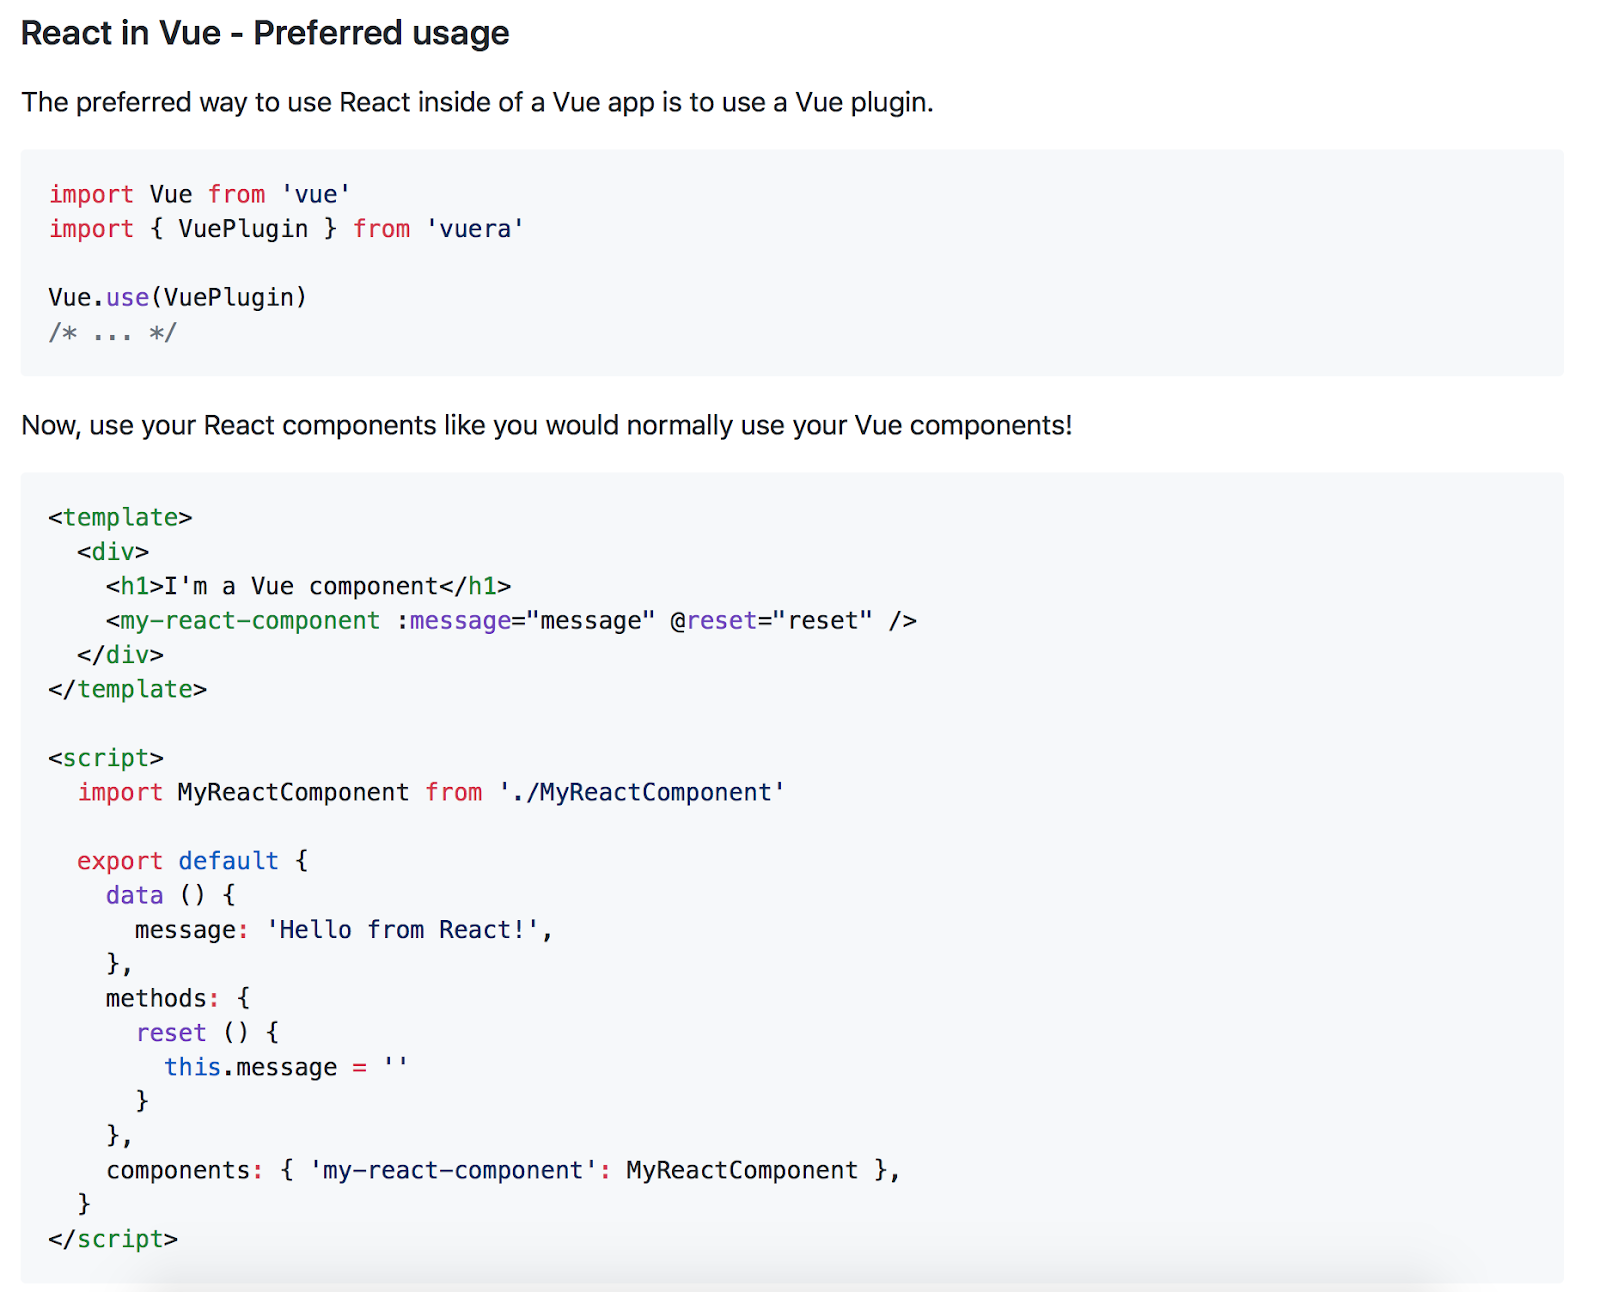 React in Vue - Preferred usage
The preferred way to use React inside of a Vue app is to use a Vue plugin.
import Vue from 'vue'
import { VuePlugin } from 'vuera'
Vue.use(VuePlugin)
/* ... */
Now, use your React components like you would normally use your Vue components!
<template>
  <div>
    <h1>I'm a Vue component</h1>
    <my-react-component :message="message" @reset="reset" />
  </div>
</template>
<script>
  import MyReactComponent from './MyReactComponent'
  export default {
    data () {
      message: 'Hello from React!',
    },
    methods: {
      reset () {
        this.message = ''
      }
    },
    components: { 'my-react-component': MyReactComponent },
  }
</script>